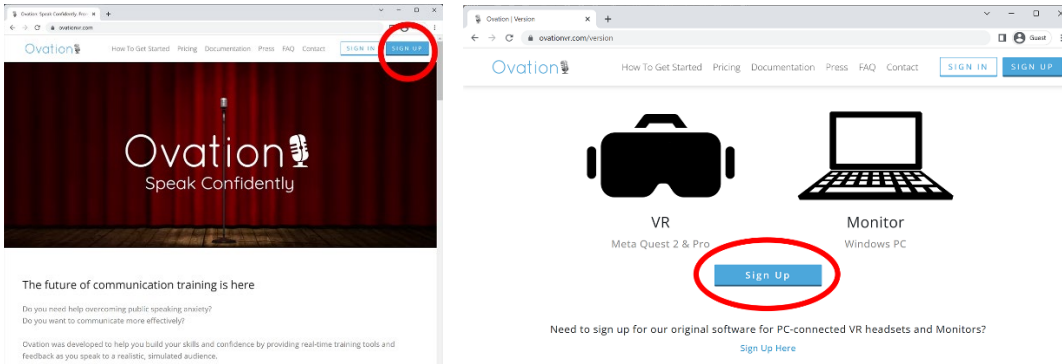 Ovation Speak Confidently Prac
ovationvr.com
Ovation
How To Get Started Pricing Documentation Press FAQ Contact SIGN IN SIGN UP
Ovation
Speak Confidently
The future of communication training is here
Do you need help overcoming public speaking anxiety?
Do you want to communicate more effectively?
Ovation was developed to help you build your skills and confidence by providing real-time training tools and
feedback as you speak to a realistic, simulated audience.
Ovation | Version
ovationvr.com/version
Guest
Ovation
How To Get Started Pricing Documentation Press FAQ Contact SIGN IN SIGN UP
VR
Meta Quest 2 & Pro
Monitor
Windows PC
Sign Up
Need to sign up for our original software for PC-connected VR headsets and Monitors?
Sign Up Here